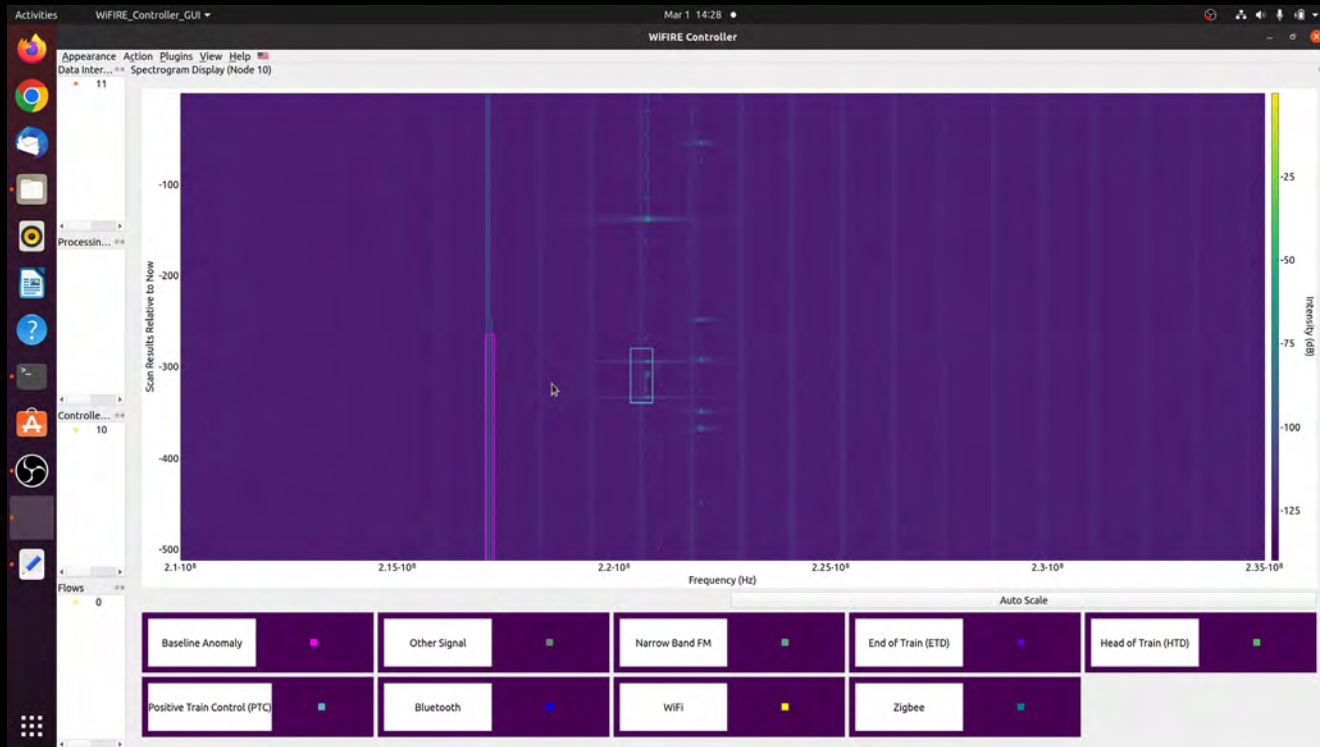 Activities WiFIRE_Controller_GUI Mar 1 14:28
WiFIRE Controller
Appearance Action Plugins View Help
Data Inter... Spectrogram Display (Node 10)
11
Processin...
Controlle...
10
Flows
0
Scan Results Relative to Now
-100
-200
-300
-400
-500
2.1·10⁸ 2.15·10⁸ 2.2·10⁸ 2.25·10⁸ 2.3·10⁸ 2.35·10⁸
Frequency (Hz)
-25
-50
-75
-100
-125
Intensity (dB)
Auto Scale
Baseline Anomaly Other Signal Narrow Band FM End of Train (ETD) Head of Train (HTD)
Positive Train Control (PTC) Bluetooth WiFi Zigbee